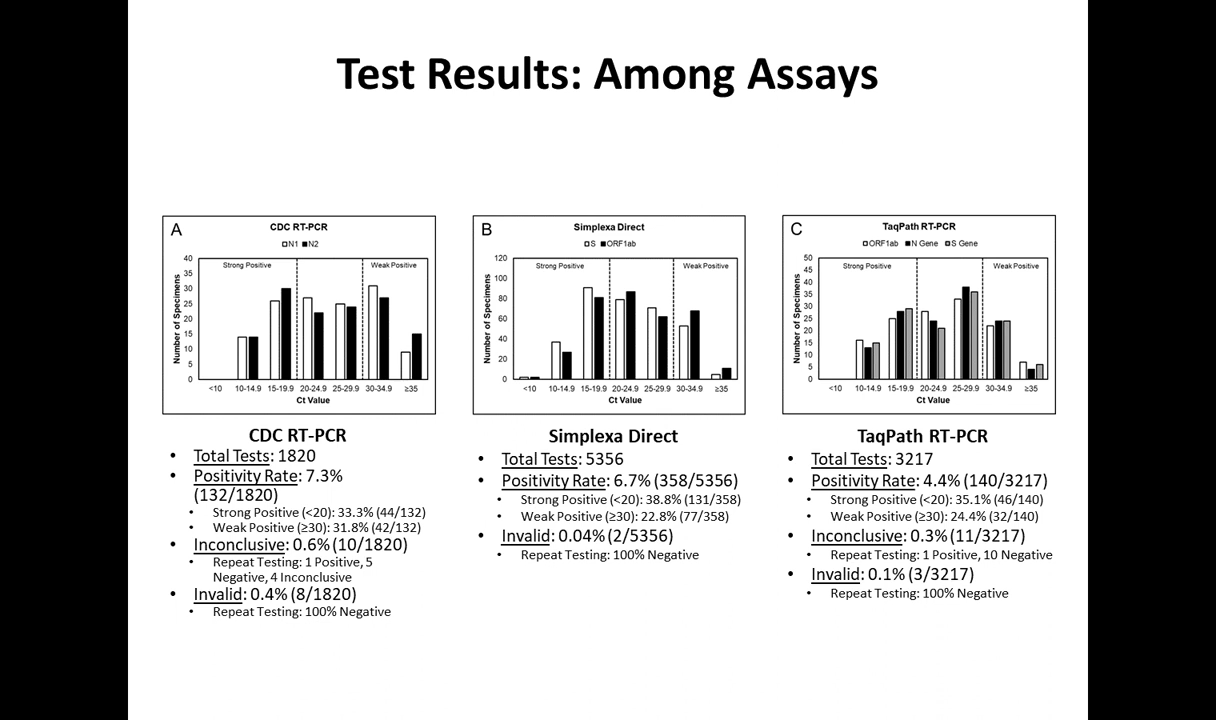 Test Results: Among Assays
A
CDC RT-PCR
N1 N2
Strong Positive
Weak Positive
Number of Specimens
40
35
30
25
20
15
10
5
0
<10 10-14.9 15-19.9 20-24.9 25-29.9 30-34.9 ≥35
Ct Value
B
Simplexa Direct
S ORF1ab
Strong Positive
Weak Positive
Number of Specimens
120
100
80
60
40
20
0
<10 10-14.9 15-19.9 20-24.9 25-29.9 30-34.9 ≥35
Ct Value
C
TaqPath RT-PCR
ORF1ab N Gene S Gene
Strong Positive
Weak Positive
Number of Specimens
50
45
40
35
30
25
20
15
10
5
0
<10 10-14.9 15-19.9 20-24.9 25-29.9 30-34.9 ≥35
Ct Value
CDC RT-PCR
• Total Tests: 1820
• Positivity Rate: 7.3%
(132/1820)
• Strong Positive (<20): 33.3% (44/132)
• Weak Positive (≥30): 31.8% (42/132)
• Inconclusive: 0.6% (10/1820)
• Repeat Testing: 1 Positive, 5
Negative, 4 Inconclusive
• Invalid: 0.4% (8/1820)
• Repeat Testing: 100% Negative
Simplexa Direct
• Total Tests: 5356
• Positivity Rate: 6.7% (358/5356)
• Strong Positive (<20): 38.8% (131/358)
• Weak Positive (≥30): 22.8% (77/358)
• Invalid: 0.04% (2/5356)
• Repeat Testing: 100% Negative
TaqPath RT-PCR
• Total Tests: 3217
• Positivity Rate: 4.4% (140/3217)
• Strong Positive (<20): 35.1% (46/140)
• Weak Positive (≥30): 24.4% (32/140)
• Inconclusive: 0.3% (11/3217)
• Repeat Testing: 1 Positive, 10 Negative
• Invalid: 0.1% (3/3217)
• Repeat Testing: 100% Negative